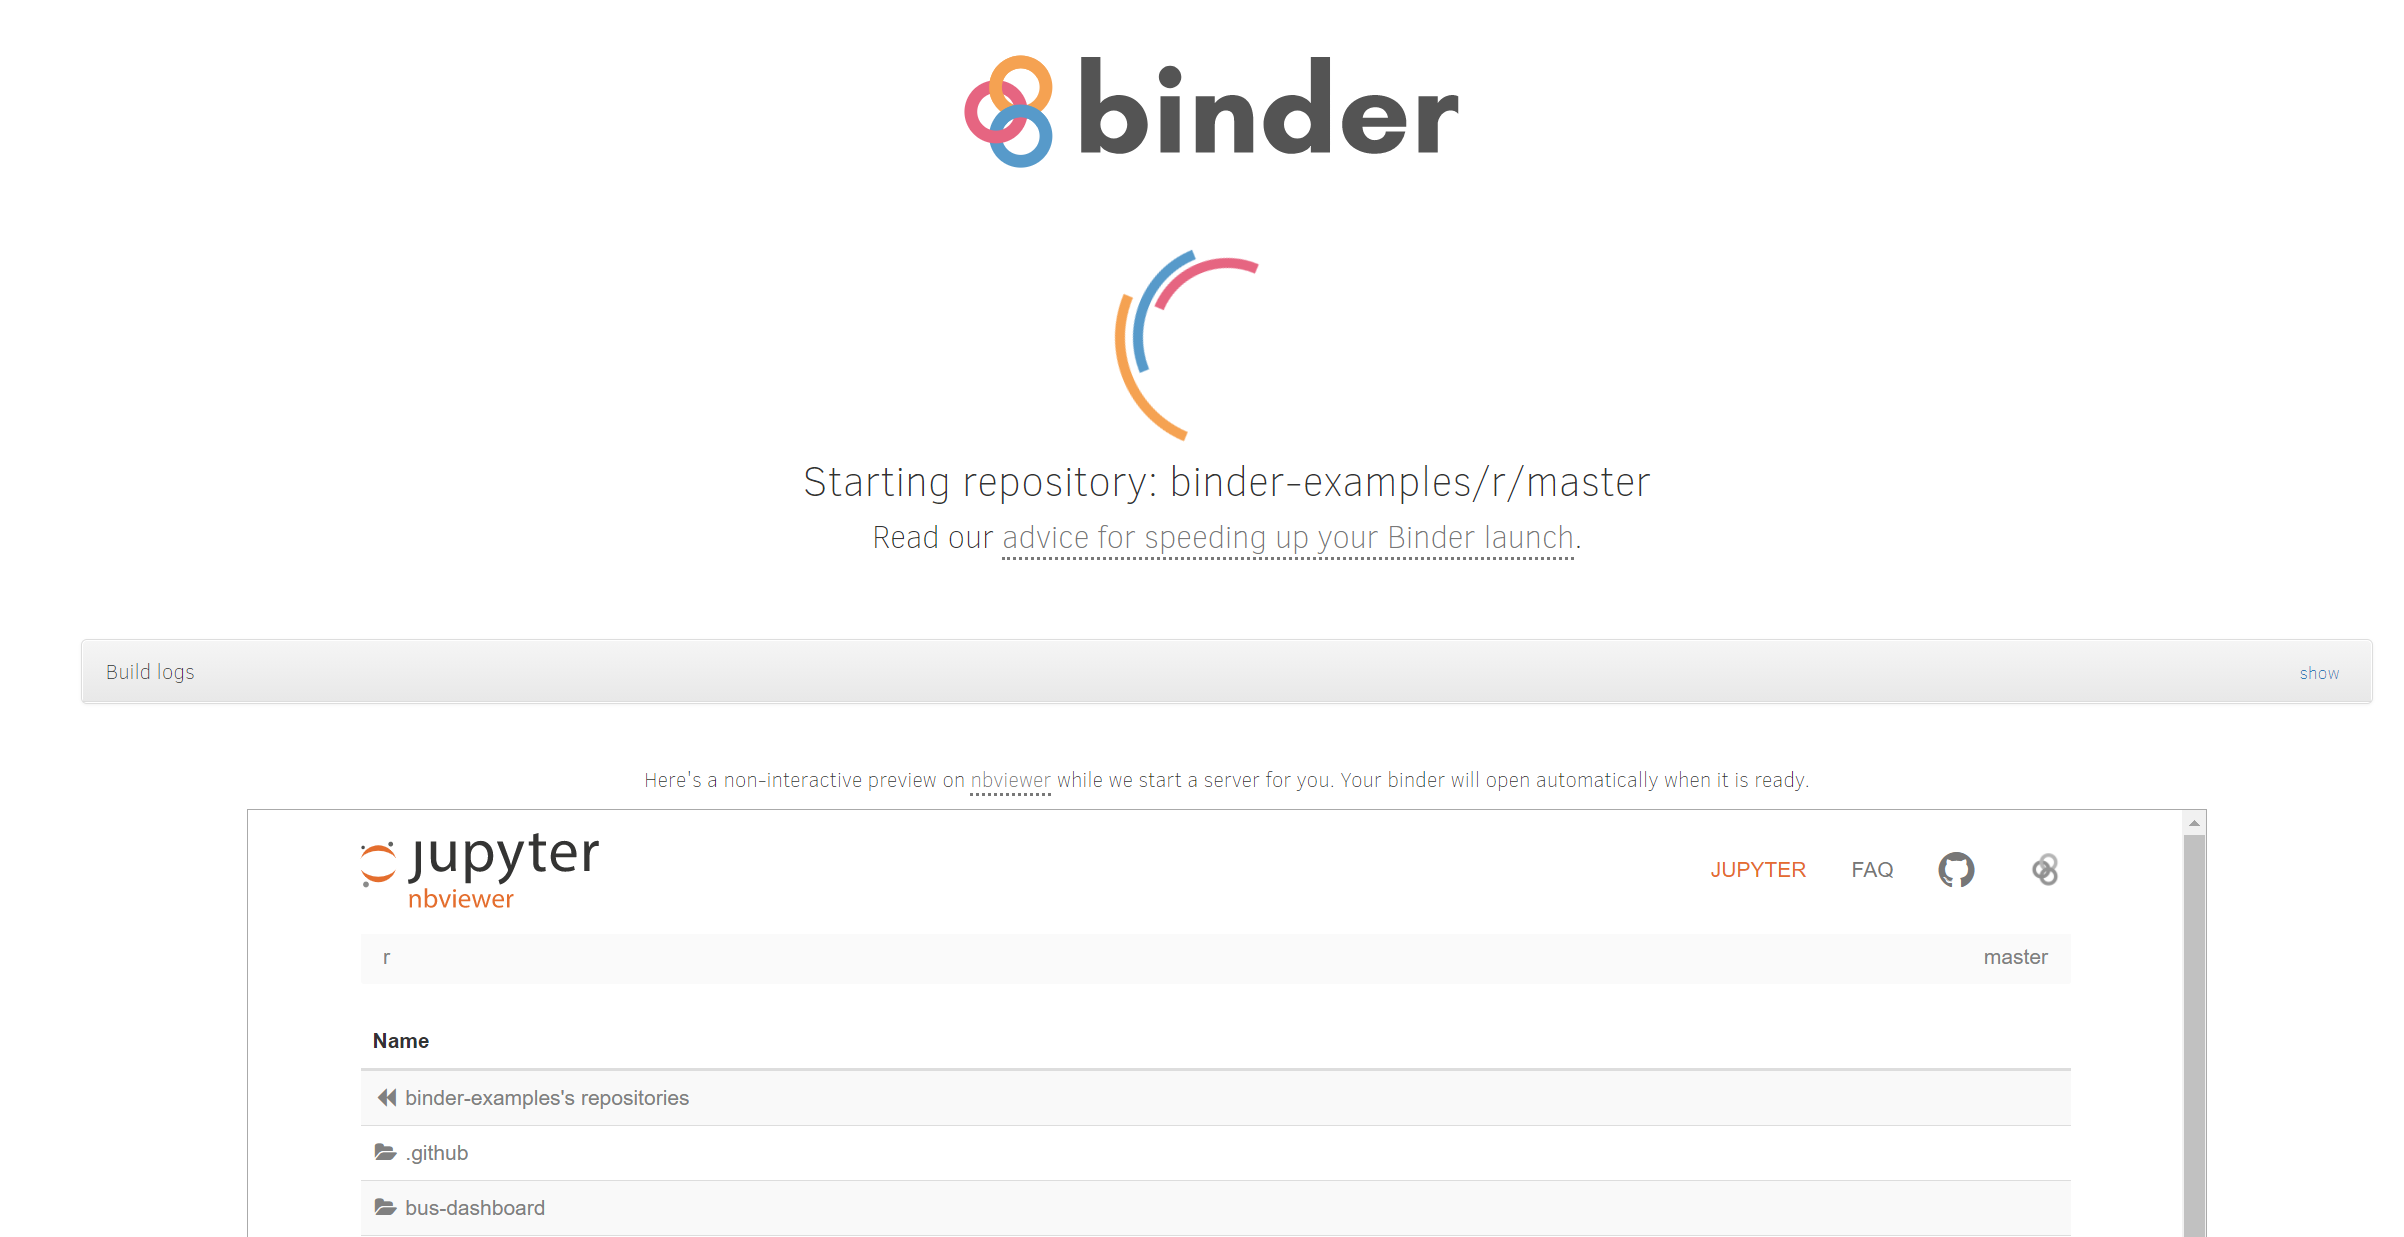 binder
Starting repository: binder-examples/r/master
Read our advice for speeding up your Binder launch.
Build logs show
Here's a non-interactive preview on nbviewer while we start a server for you. Your binder will open automatically when it is ready.
jupyter
nbviewer
JUPYTER FAQ
r master
Name
binder-examples's repositories
.github
bus-dashboard